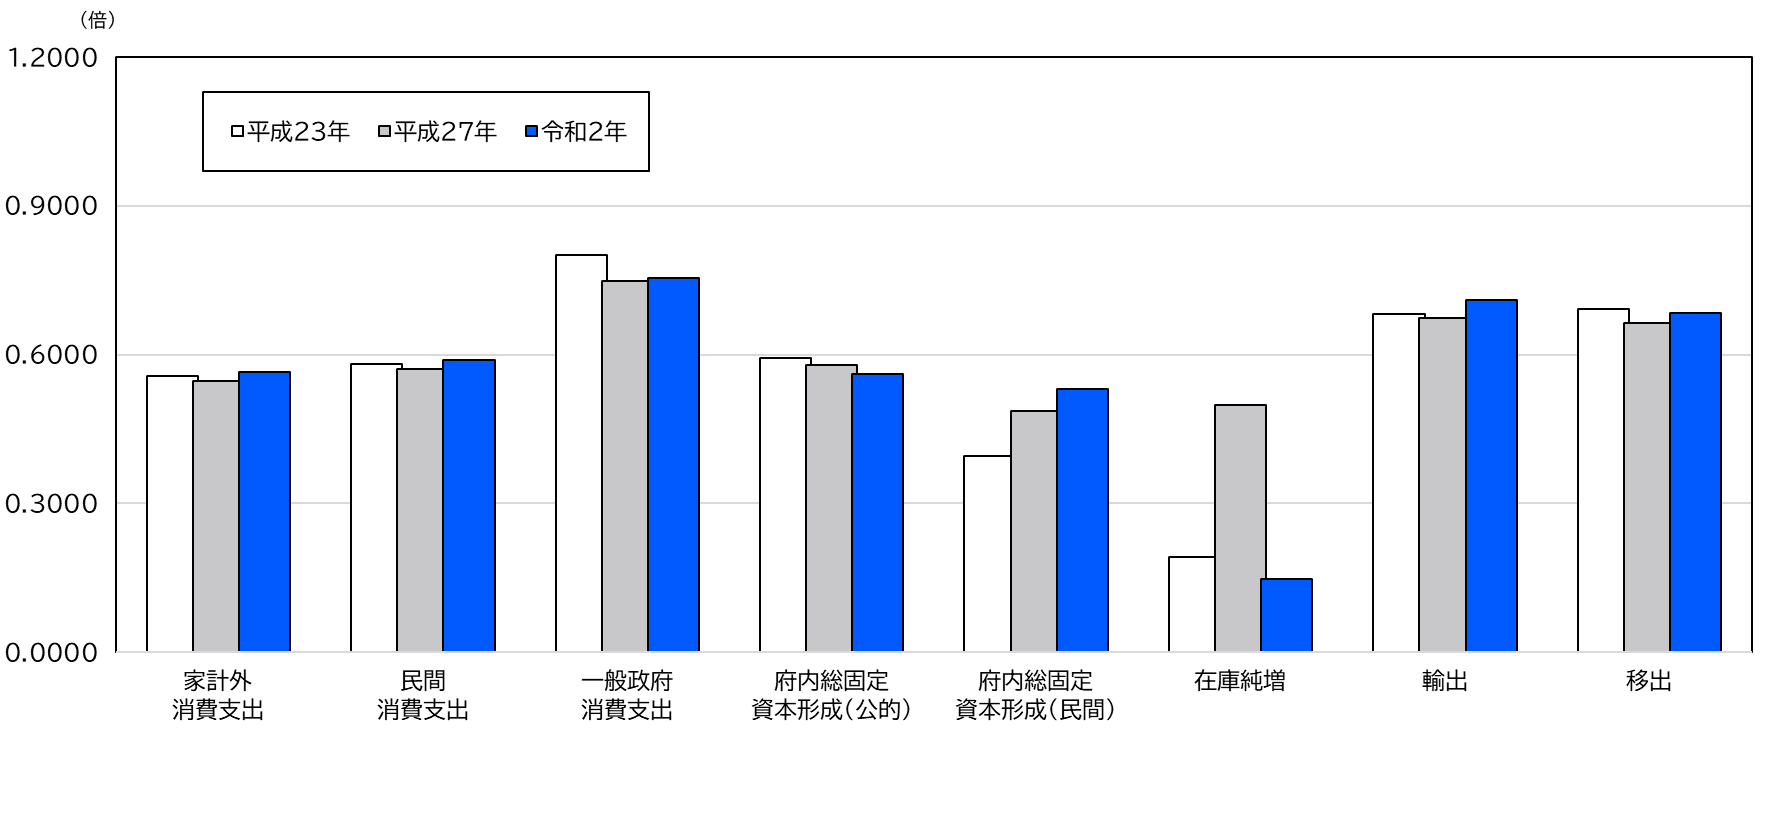 （倍）
1.2000
0.9000
0.6000
0.3000
0.0000
平成23年 平成27年 令和2年
家計外
消費支出
民間
消費支出
一般政府
消費支出
府内総固定
資本形成（公的）
府内総固定
資本形成（民間）
在庫純増
輸出
移出